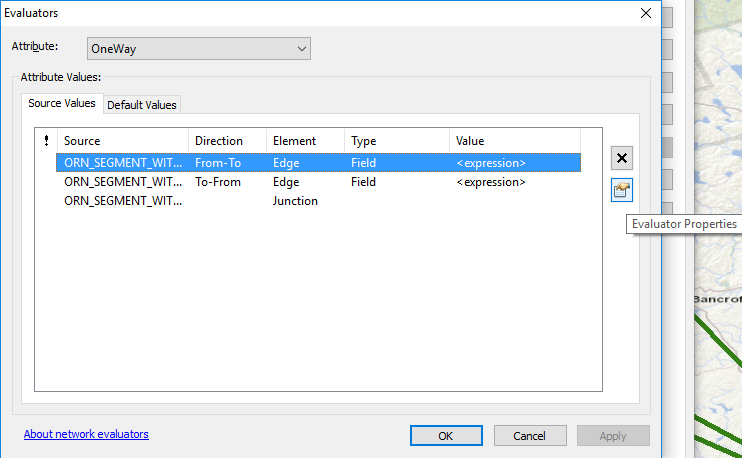 Evaluators
Attribute: OneWay
Attribute Values:
Source Values Default Values
! Source Direction Element Type Value
ORN_SEGMENT_WIT... From-To Edge Field <expression>
ORN_SEGMENT_WIT... To-From Edge Field <expression>
ORN_SEGMENT_WIT... Junction
Evaluator Properties
Bancrof
About network evaluators
OK Cancel Apply